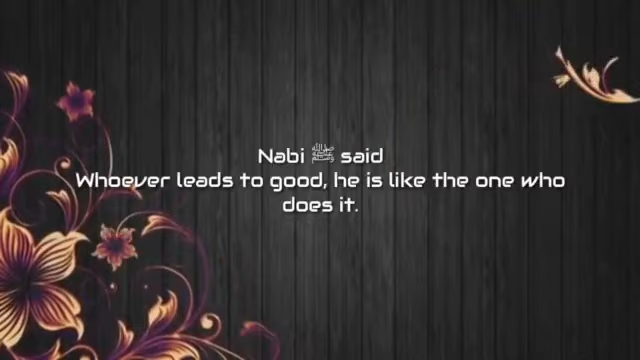 Nabi ﷺ said
Whoever leads to good, he is like the one who
does it.